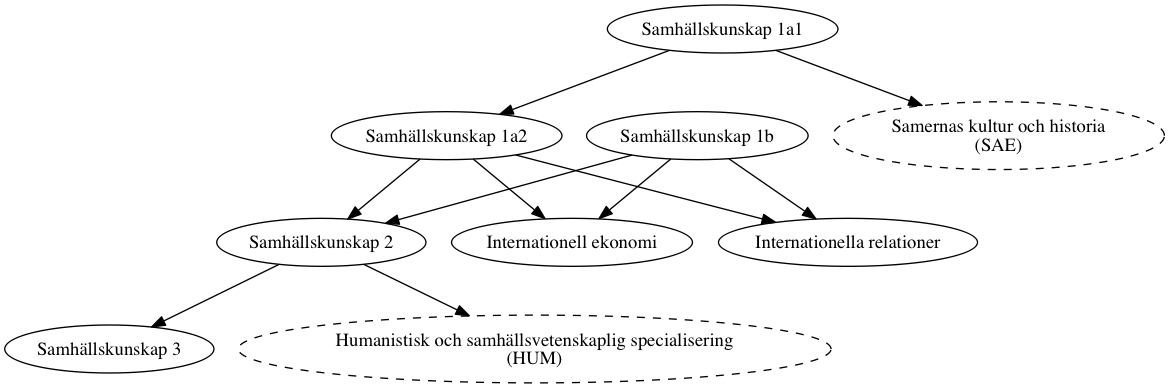 Samhällskunskap 1a1
Samhällskunskap 1a2
Samhällskunskap 1b
Samernas kultur och historia
(SAE)
Samhällskunskap 2
Internationell ekonomi
Internationella relationer
Samhällskunskap 3
Humanistisk och samhällsvetenskaplig specialisering
(HUM)